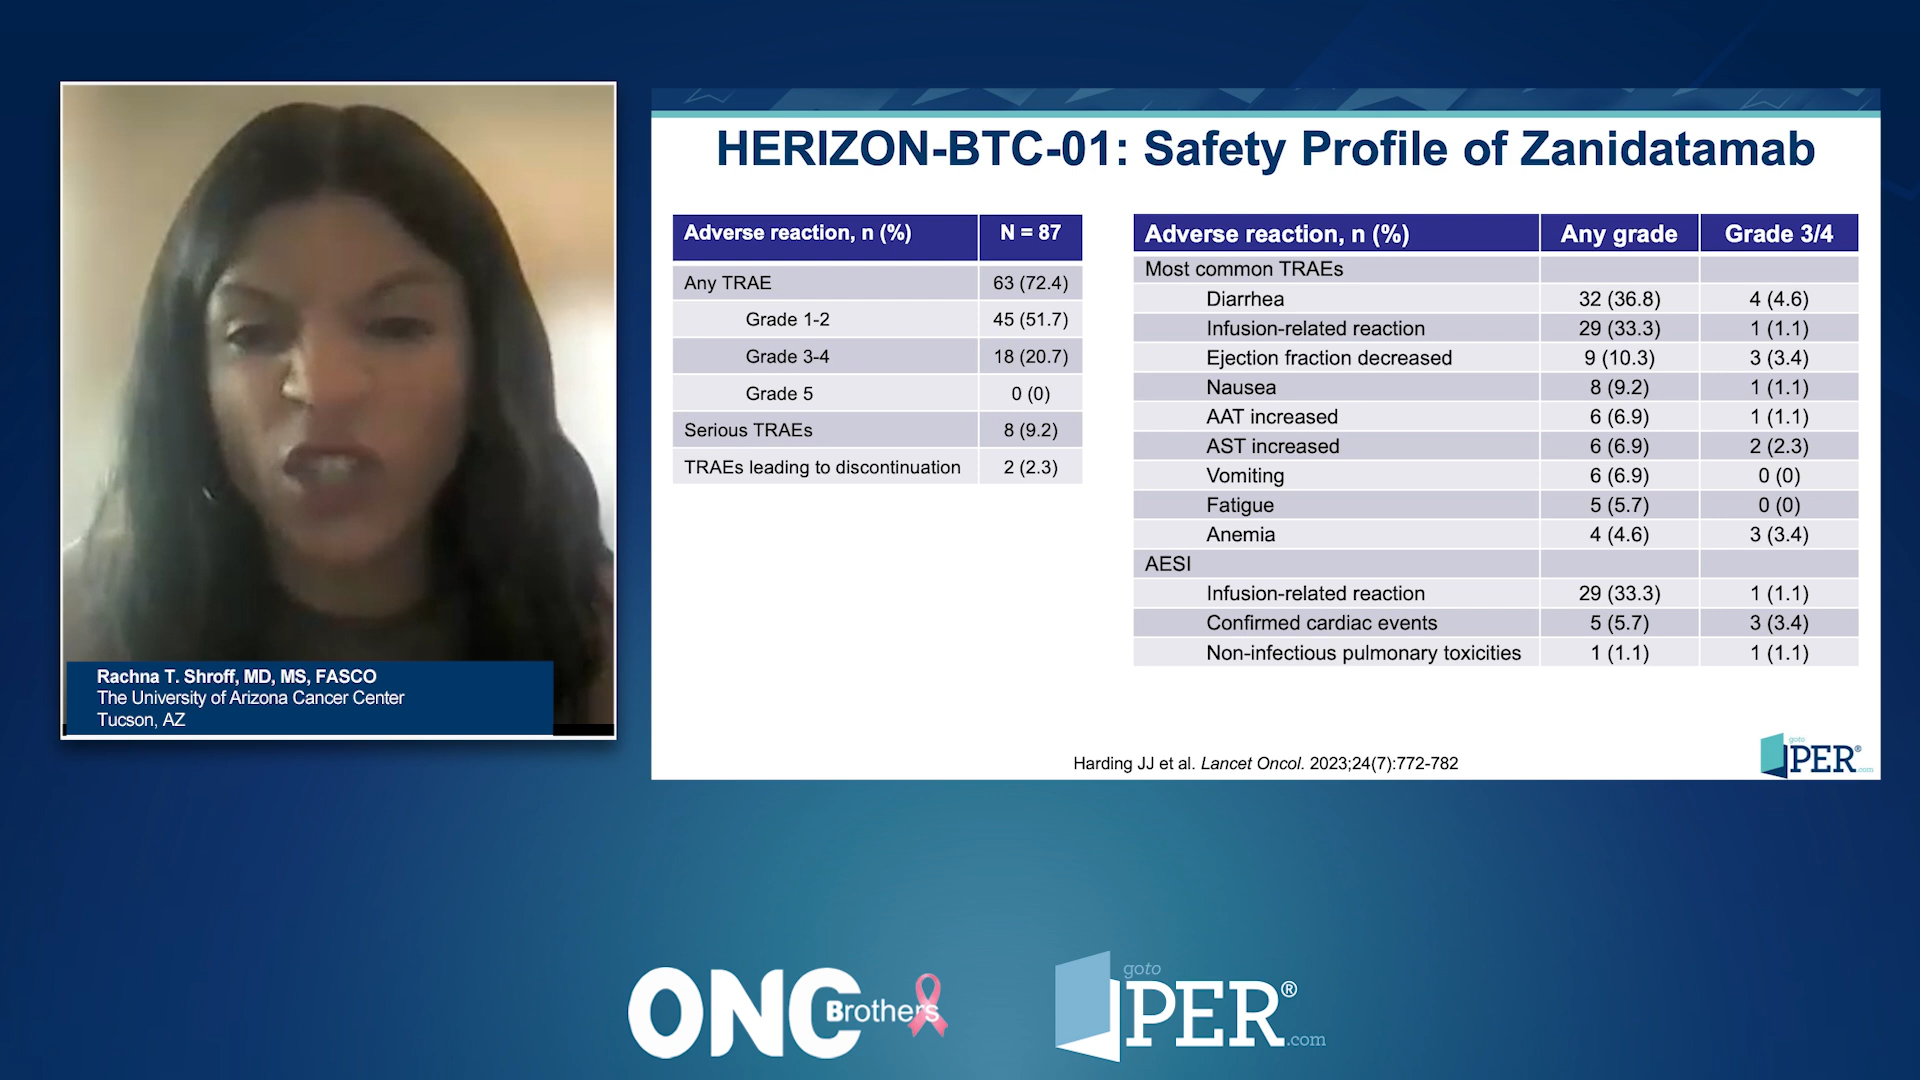 HERIZON-BTC-01: Safety Profile of Zanidatamab
Adverse reaction, n (%) N = 87
Any TRAE 63 (72.4)
Grade 1-2 45 (51.7)
Grade 3-4 18 (20.7)
Grade 5 0 (0)
Serious TRAEs 8 (9.2)
TRAEs leading to discontinuation 2 (2.3)
Adverse reaction, n (%) Any grade Grade 3/4
Most common TRAEs
Diarrhea 32 (36.8) 4 (4.6)
Infusion-related reaction 29 (33.3) 1 (1.1)
Ejection fraction decreased 9 (10.3) 3 (3.4)
Nausea 8 (9.2) 1 (1.1)
AAT increased 6 (6.9) 1 (1.1)
AST increased 6 (6.9) 2 (2.3)
Vomiting 6 (6.9) 0 (0)
Fatigue 5 (5.7) 0 (0)
Anemia 4 (4.6) 3 (3.4)
AESI
Infusion-related reaction 29 (33.3) 1 (1.1)
Confirmed cardiac events 5 (5.7) 3 (3.4)
Non-infectious pulmonary toxicities 1 (1.1) 1 (1.1)
Harding JJ et al. Lancet Oncol. 2023;24(7):772-782
goto
PER®.com
Rachna T. Shroff, MD, MS, FASCO
The University of Arizona Cancer Center
Tucson, AZ
ONC Brothers
goto
PER®.com